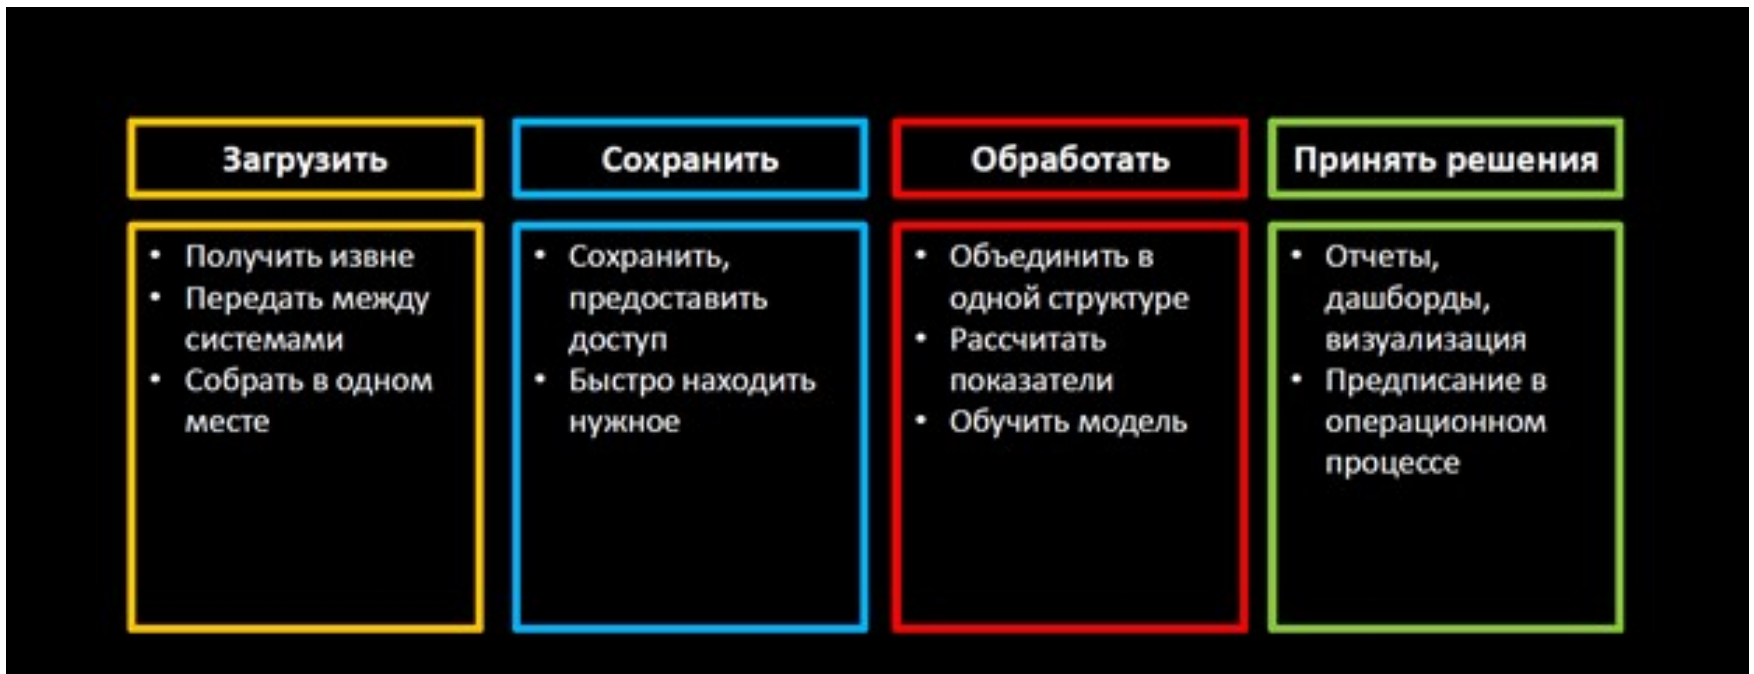 Загрузить
• Получить извне
• Передать между
системами
• Собрать в одном
месте
Сохранить
• Сохранить,
предоставить
доступ
• Быстро находить
нужное
Обработать
• Объединить в
одной структуре
• Рассчитать
показатели
• Обучить модель
Принять решения
• Отчеты,
дашборды,
визуализация
• Предписание в
операционном
процессе